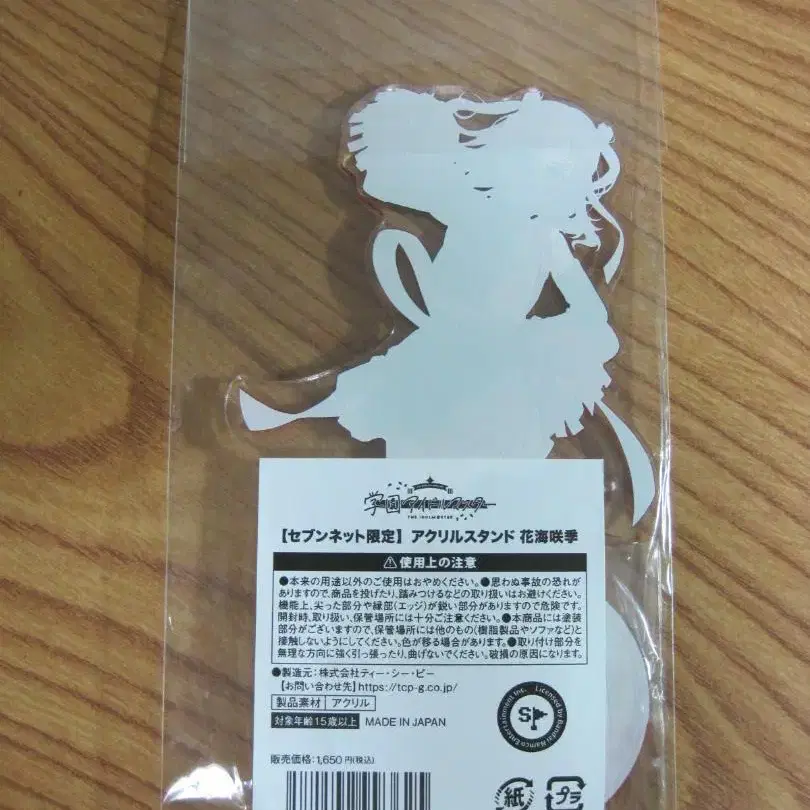 学園アイドルマスター
THE IDOLM@STER
【セブンネット限定】アクリルスタンド 花海咲季
⚠使用上の注意
●本来の用途以外のご使用はおやめください。●思わぬ事故の恐れが
ありますので、商品を投げたり、踏みつけるなどの取り扱いはお避けください。
機能上、尖った部分や縁部(エッジ)が鋭い部分がありますので危険です。
開封時、取り扱い、保管場所には十分ご注意ください。●本商品には塗装
部分がございますので、保管場所には他のもの(樹脂製品やソファなど)と
接触しないようにしてください。色が移る場合があります。●取り付け部分を
無理な方向に強く引っ張ったり、曲げないでください。破損の原因になります。
●製造元:株式会社ティー・シー・ピー
【お問い合わせ先】https://tcp-g.co.jp/
製品素材 アクリル
対象年齢15歳以上 MADE IN JAPAN
Licensed by Bandai Namco Entertainment Inc.
S
販売価格:1,650円(税込)
紙
プラ